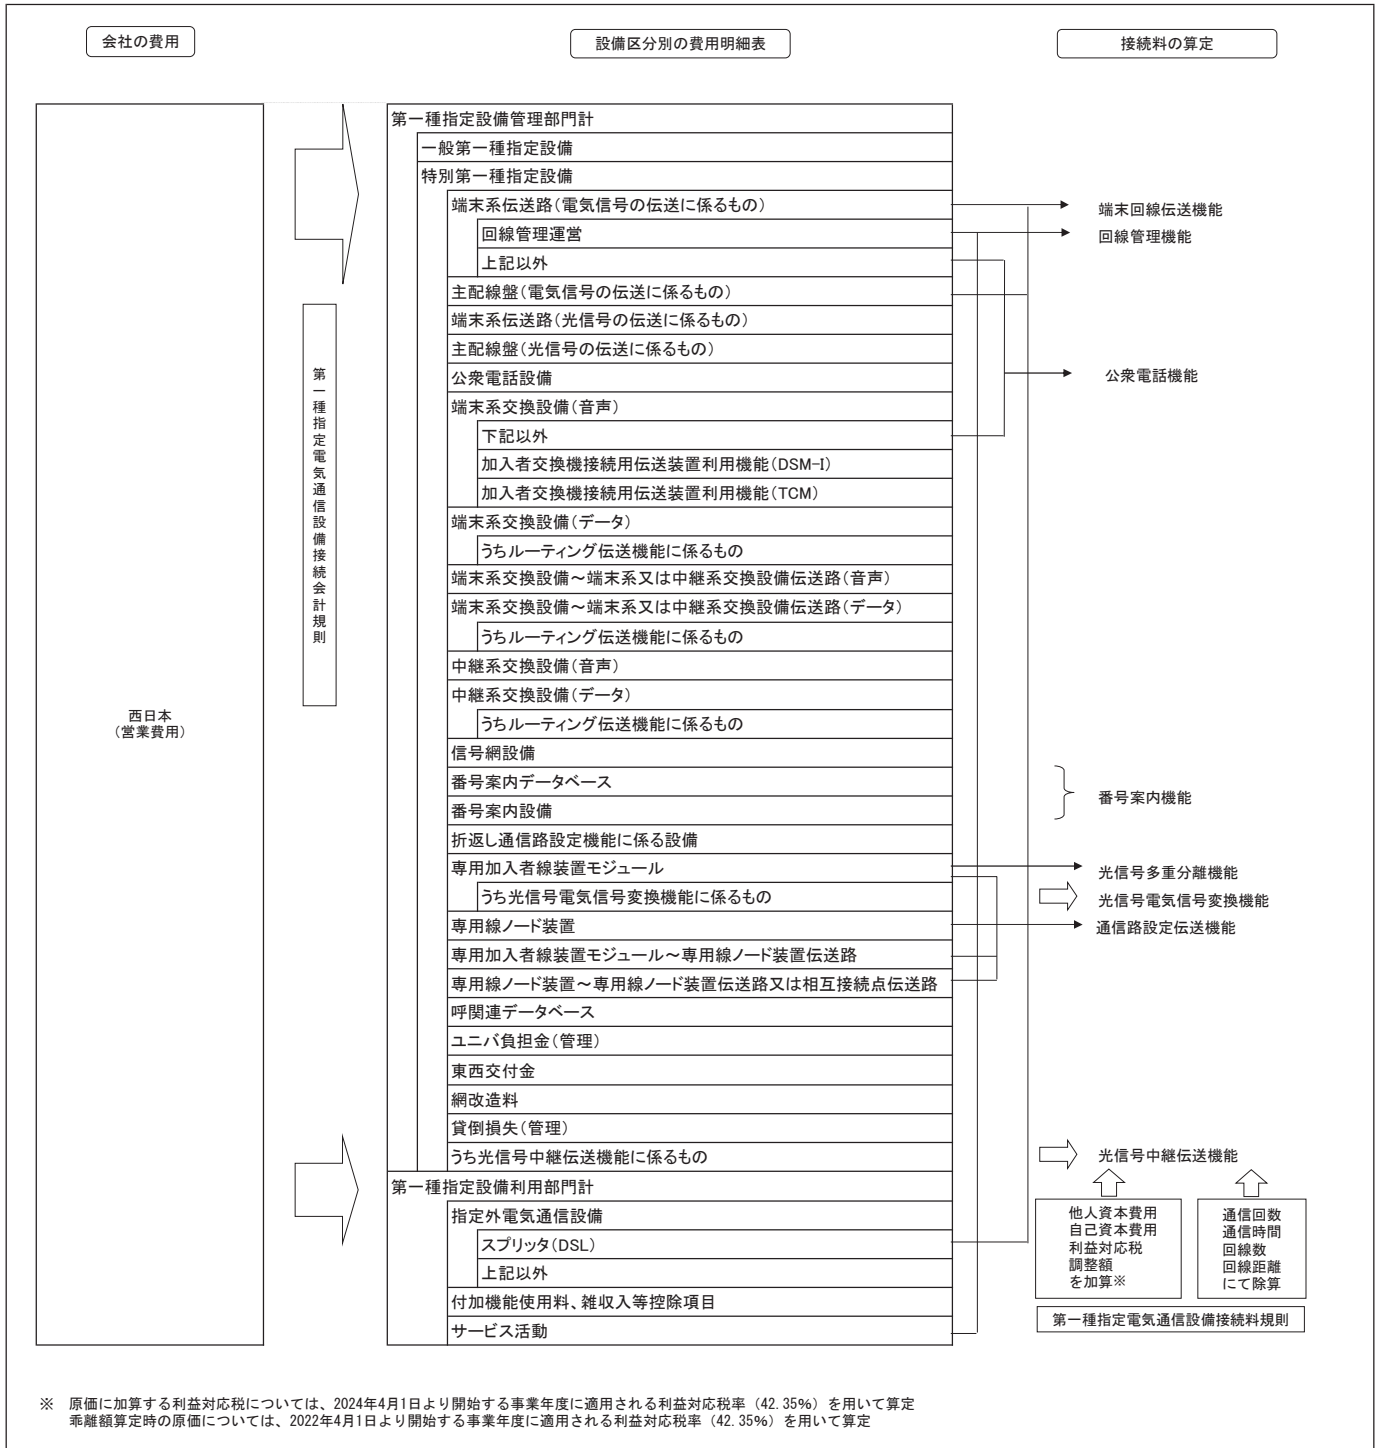 会社の費用
設備区分別の費用明細表
接続料の算定
西日本
（営業費用）
第一種指定電気通信設備接続会計規則
第一種指定設備管理部門計
一般第一種指定設備
特別第一種指定設備
端末系伝送路（電気信号の伝送に係るもの）
回線管理運営
上記以外
主配線盤（電気信号の伝送に係るもの）
端末系伝送路（光信号の伝送に係るもの）
主配線盤（光信号の伝送に係るもの）
公衆電話設備
端末系交換設備（音声）
下記以外
加入者交換機接続用伝送装置利用機能（DSM-I）
加入者交換機接続用伝送装置利用機能（TCM）
端末系交換設備（データ）
うちルーティング伝送機能に係るもの
端末系交換設備～端末系又は中継系交換設備伝送路（音声）
端末系交換設備～端末系又は中継系交換設備伝送路（データ）
うちルーティング伝送機能に係るもの
中継系交換設備（音声）
中継系交換設備（データ）
うちルーティング伝送機能に係るもの
信号網設備
番号案内データベース
番号案内設備
折返し通信路設定機能に係る設備
専用加入者線装置モジュール
うち光信号電気信号変換機能に係るもの
専用線ノード装置
専用加入者線装置モジュール～専用線ノード装置伝送路
専用線ノード装置～専用線ノード装置伝送路又は相互接続点伝送路
呼関連データベース
ユニバ負担金（管理）
東西交付金
網改造料
貸倒損失（管理）
うち光信号中継伝送機能に係るもの
第一種指定設備利用部門計
指定外電気通信設備
スプリッタ（DSL）
上記以外
付加機能使用料、雑収入等控除項目
サービス活動
端末回線伝送機能
回線管理機能
公衆電話機能
番号案内機能
光信号多重分離機能
光信号電気信号変換機能
通信路設定伝送機能
光信号中継伝送機能
他人資本費用
自己資本費用
利益対応税
調整額
を加算※
通信回数
通信時間
回線数
回線距離
にて除算
第一種指定電気通信設備接続料規則
※　原価に加算する利益対応税については、2024年4月1日より開始する事業年度に適用される利益対応税率（42.35%）を用いて算定
乖離額算定時の原価については、2022年4月1日より開始する事業年度に適用される利益対応税率（42.35%）を用いて算定